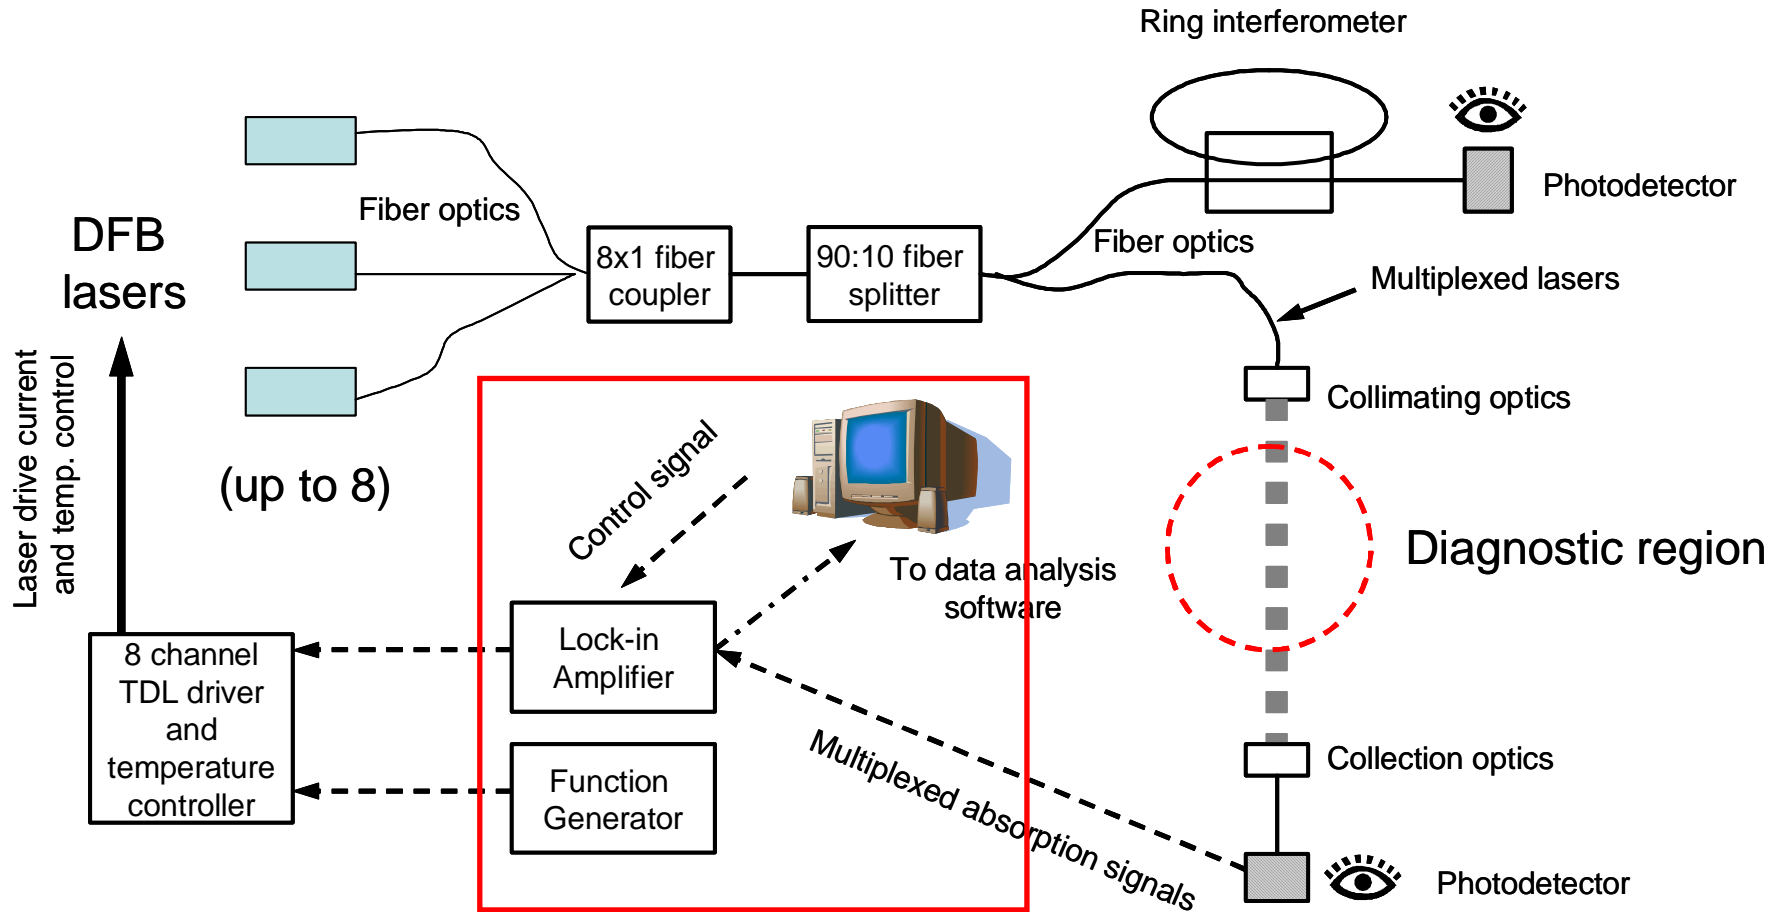 Ring interferometer
Photodetector
Fiber optics
DFB
lasers
8x1 fiber
coupler
90:10 fiber
splitter
Fiber optics
Multiplexed lasers
Collimating optics
Laser drive current
and temp. control
(up to 8)
Control signal
To data analysis
software
Diagnostic region
8 channel
TDL driver
and
temperature
controller
Lock-in
Amplifier
Function
Generator
Multiplexed absorption signals
Collection optics
Photodetector